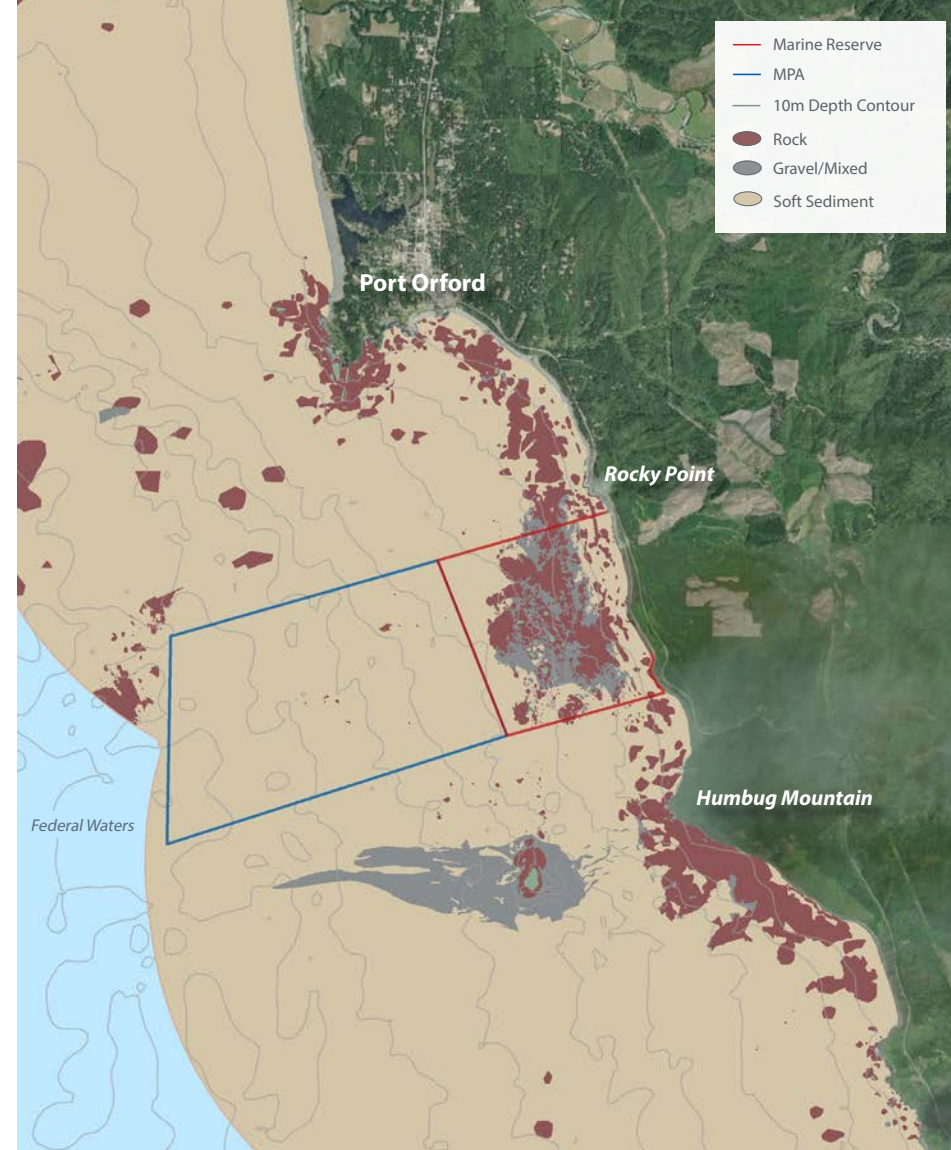 Marine Reserve
MPA
10m Depth Contour
Rock
Gravel/Mixed
Soft Sediment
Port Orford
Rocky Point
Humbug Mountain
Federal Waters